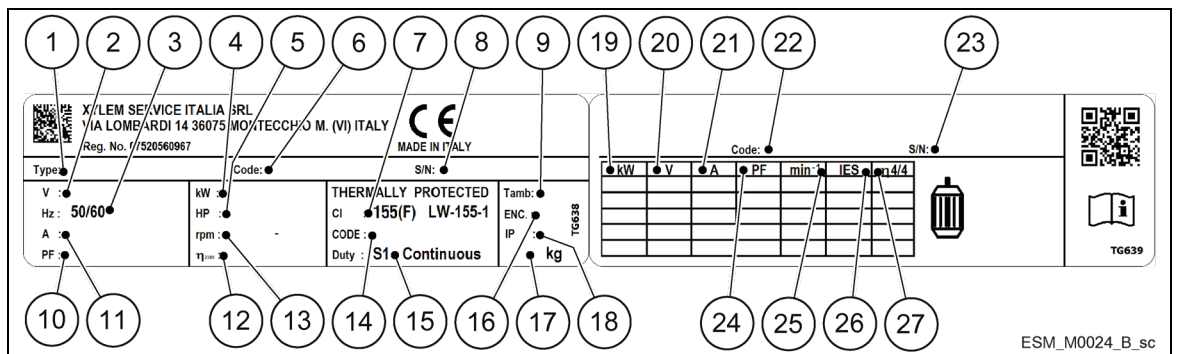 1 2 3 4 5 6 7 8 9 19 20 21 22 23
XYLEM SERVICE ITALIA SRL
VIA LOMBARDI 14 36075 MONTECCHIO M. (VI) ITALY
Reg. No. 07520560967
CE
MADE IN ITALY
Type: Code: S/N:
V :
Hz : 50/60
A :
PF :
kW :
HP :
rpm : -
η 230V :
THERMALLY PROTECTED
CI : 155(F) LW-155-1
CODE :
Duty : S1 Continuous
Tamb:
ENC.
IP :
kg
TG638
Code: S/N:
kW V A PF min-1 IES η4/4
i
TG639
10 11 12 13 14 15 16 17 18 24 25 26 27
ESM_M0024_B_sc